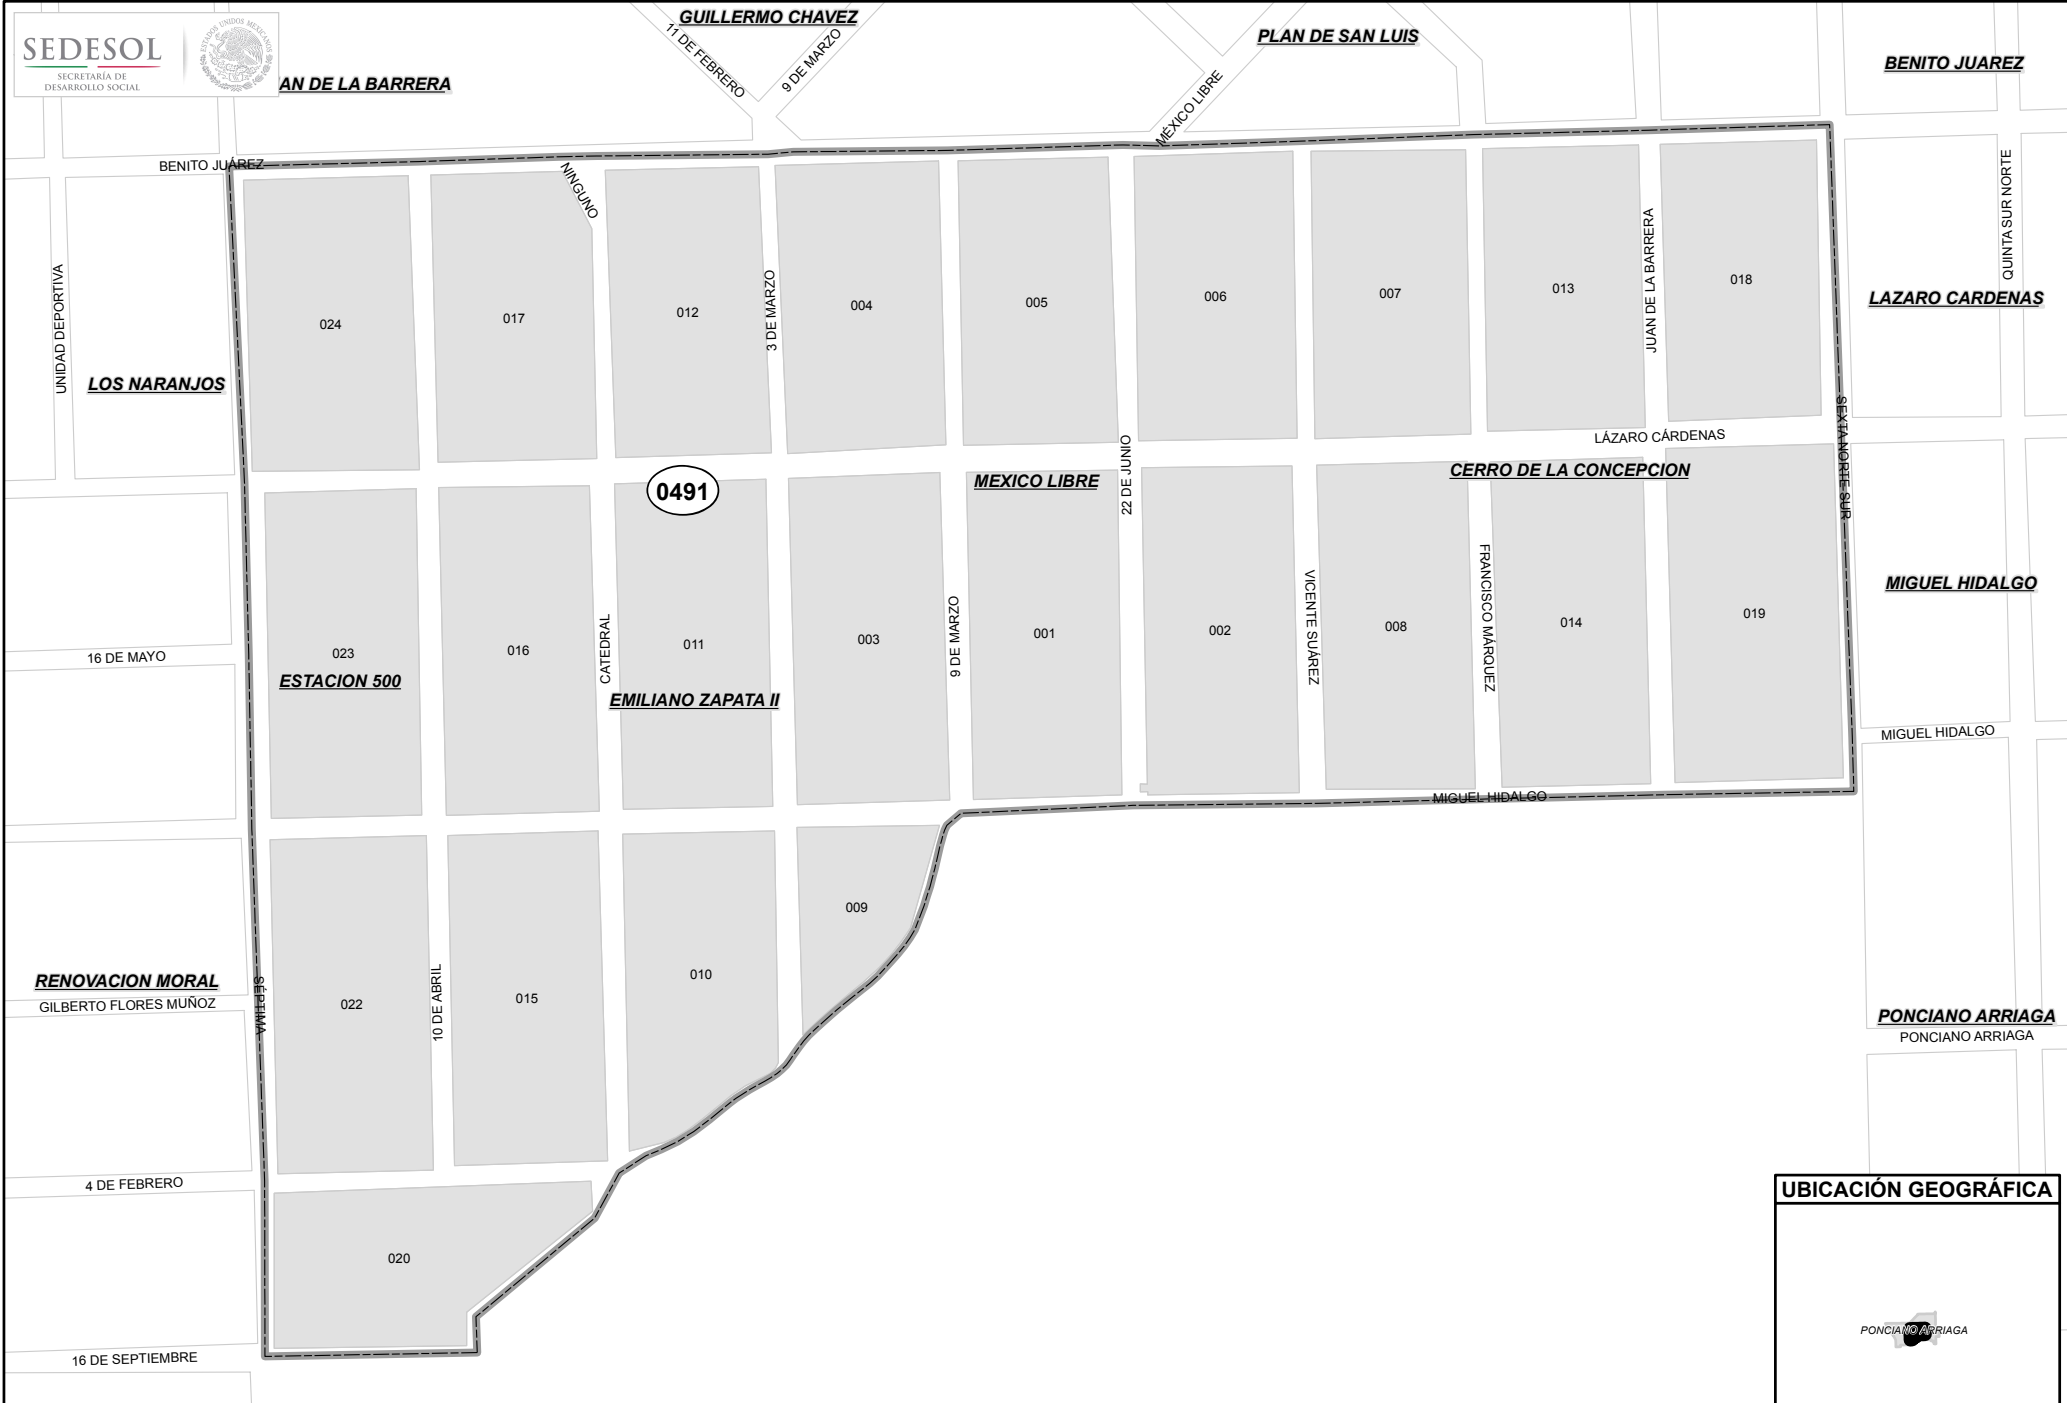 GUILLERMO CHAVEZ
PLAN DE SAN LUIS
BENITO JUAREZ
SEDESOL
SECRETARÍA DE
DESARROLLO SOCIAL
ESTADOS UNIDOS MEXICANOS
AN DE LA BARRERA
11 DE FEBRERO
9 DE MARZO
MÉXICO LIBRE
BENITO JUÁREZ
NINGUNO
QUINTA SUR NORTE
UNIDAD DEPORTIVA
3 DE MARZO
JUAN DE LA BARRERA
024
017
012
004
005
006
007
013
018
LAZARO CARDENAS
LOS NARANJOS
SEXTA NORTE SUR
LÁZARO CÁRDENAS
0491
MEXICO LIBRE
22 DE JUNIO
CERRO DE LA CONCEPCION
MIGUEL HIDALGO
16 DE MAYO
023
016
CATEDRAL
011
003
9 DE MARZO
001
002
VICENTE SUÁREZ
008
FRANCISCO MÁRQUEZ
014
019
ESTACION 500
EMILIANO ZAPATA II
MIGUEL HIDALGO
MIGUEL HIDALGO
009
RENOVACION MORAL
GILBERTO FLORES MUÑOZ
SÉPTIMA
022
10 DE ABRIL
015
010
PONCIANO ARRIAGA
PONCIANO ARRIAGA
4 DE FEBRERO
UBICACIÓN GEOGRÁFICA
020
PONCIANO ARRIAGA
16 DE SEPTIEMBRE